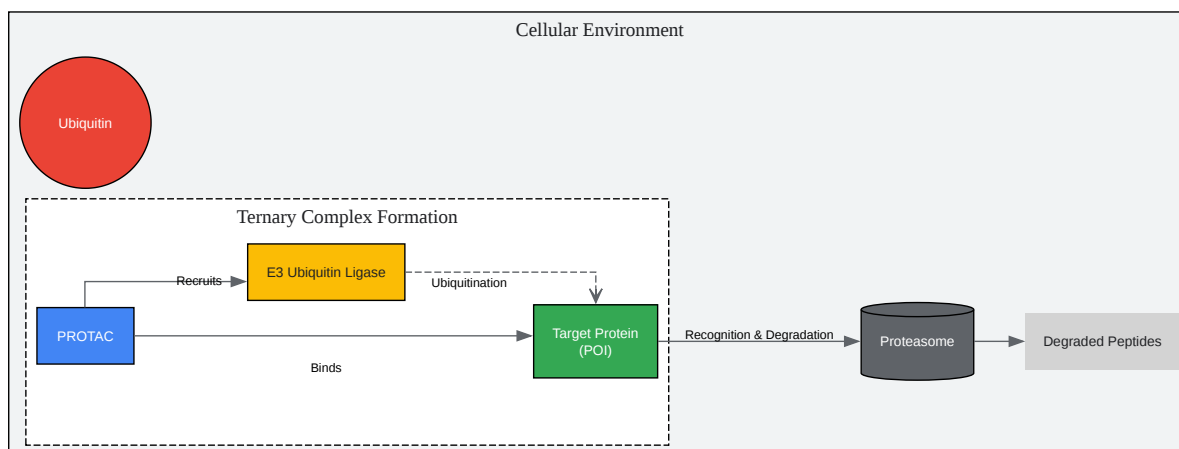 Cellular Environment
Ubiquitin
Ternary Complex Formation
E3 Ubiquitin Ligase
Recruits
Ubiquitination
PROTAC
Binds
Target Protein
(POI)
Recognition & Degradation
Proteasome
Degraded Peptides